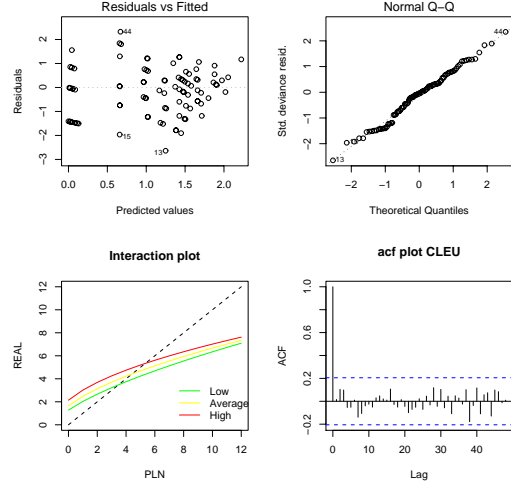 Residuals vs Fitted
Residuals
2
1
0
−1
−2
−3
44
15
13
0.0 0.5 1.0 1.5 2.0
Predicted values
Normal Q−Q
Std. deviance resid.
2
1
0
−1
−2
44
13
−2 −1 0 1 2
Theoretical Quantiles
Interaction plot
REAL
12
10
8
6
4
2
0
Low
Average
High
0 2 4 6 8 10 12
PLN
acf plot CLEU
ACF
1.0
0.6
0.2
−0.2
0 10 20 30 40
Lag